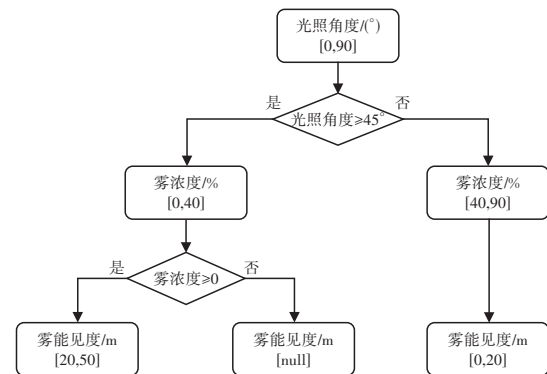 光照角度/(°)
[0,90]
是
否
光照角度≥45°
雾浓度/%
[0,40]
雾浓度/%
[40,90]
是
否
雾浓度≥0
雾能见度/m
[20,50]
雾能见度/m
[null]
雾能见度/m
[0,20]